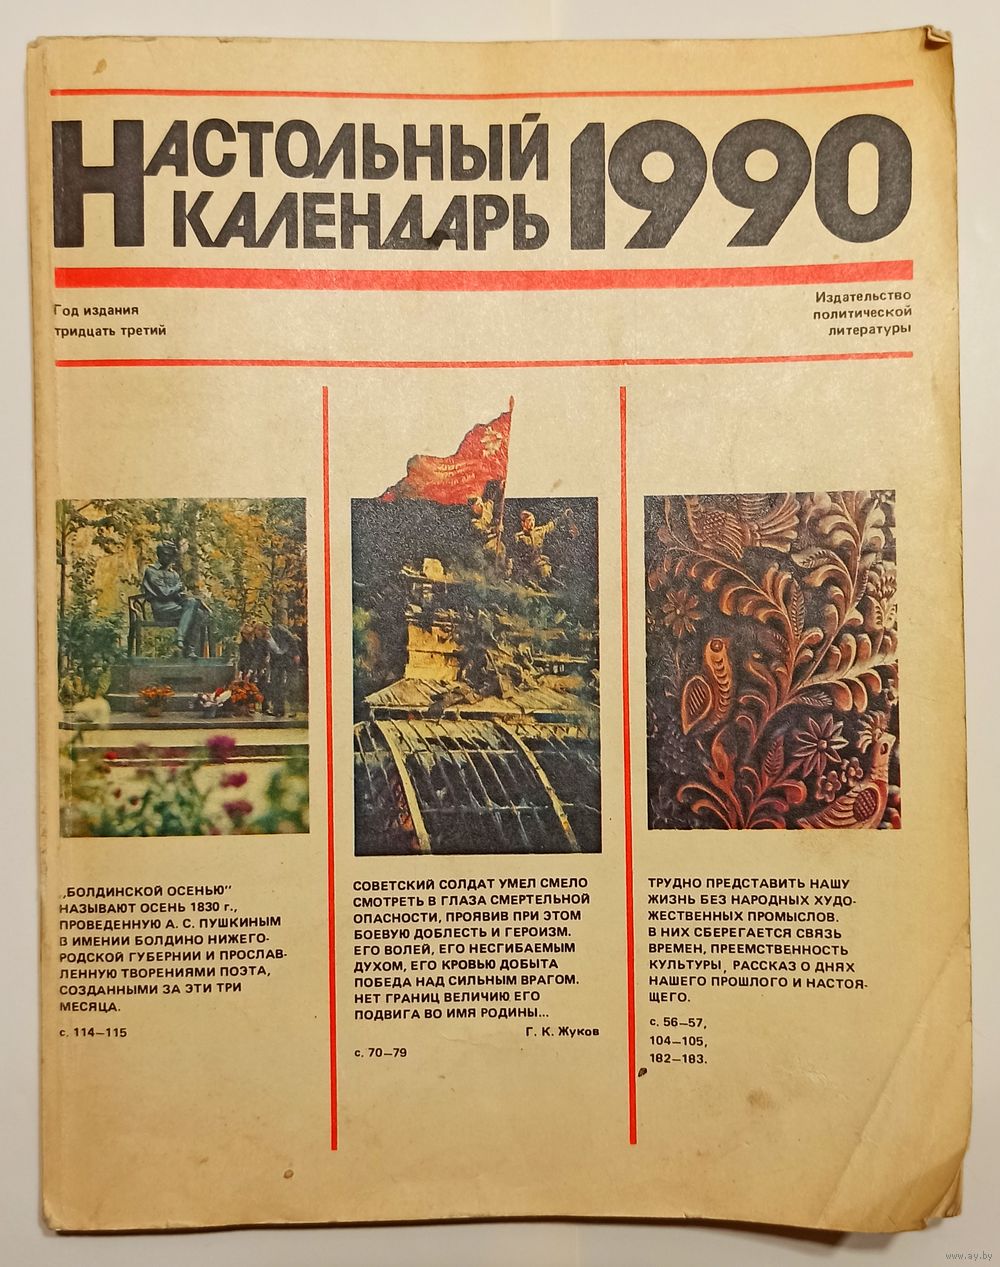 НАСТОЛЬНЫЙ
КАЛЕНДАРЬ
1990
Год издания
тридцать третий
Издательство
политической
литературы
„БОЛДИНСКОЙ ОСЕНЬЮ"
НАЗЫВАЮТ ОСЕНЬ 1830 г.,
ПРОВЕДЕННУЮ А. С. ПУШКИНЫМ
В ИМЕНИИ БОЛДИНО НИЖЕГО-
РОДСКОЙ ГУБЕРНИИ И ПРОСЛАВ-
ЛЕННУЮ ТВОРЕНИЯМИ ПОЭТА,
СОЗДАННЫМИ ЗА ЭТИ ТРИ
МЕСЯЦА.
с. 114—115
СОВЕТСКИЙ СОЛДАТ УМЕЛ СМЕЛО
СМОТРЕТЬ В ГЛАЗА СМЕРТЕЛЬНОЙ
ОПАСНОСТИ, ПРОЯВИВ ПРИ ЭТОМ
БОЕВУЮ ДОБЛЕСТЬ И ГЕРОИЗМ.
ЕГО ВОЛЕЙ, ЕГО НЕСГИБАЕМЫМ
ДУХОМ, ЕГО КРОВЬЮ ДОБЫТА
ПОБЕДА НАД СИЛЬНЫМ ВРАГОМ.
НЕТ ГРАНИЦ ВЕЛИЧИЮ ЕГО
ПОДВИГА ВО ИМЯ РОДИНЫ...
Г. К. Жуков
с. 70—79
ТРУДНО ПРЕДСТАВИТЬ НАШУ
ЖИЗНЬ БЕЗ НАРОДНЫХ ХУДО-
ЖЕСТВЕННЫХ ПРОМЫСЛОВ.
В НИХ СБЕРЕГАЕТСЯ СВЯЗЬ
ВРЕМЕН, ПРЕЕМСТВЕННОСТЬ
КУЛЬТУРЫ, РАССКАЗ О ДНЯХ
НАШЕГО ПРОШЛОГО И НАСТОЯ-
ЩЕГО.
с. 56—57,
104—105,
182—183.
www.ay.by